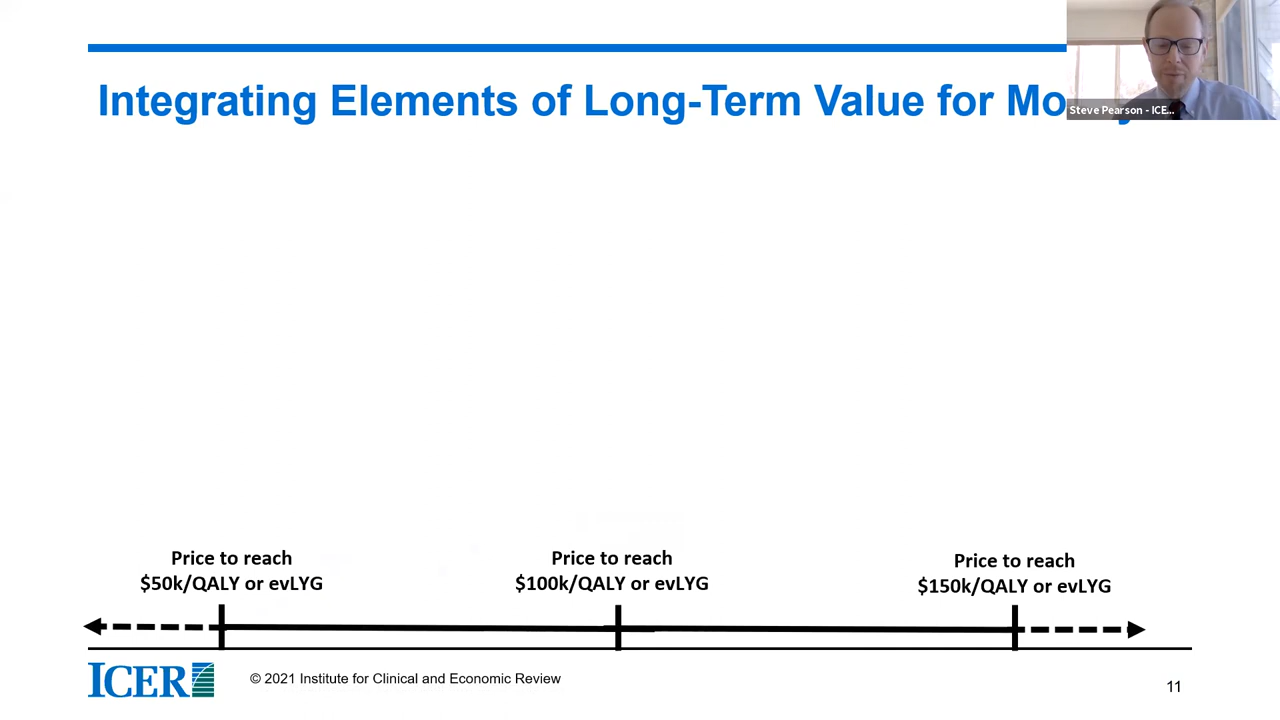 Integrating Elements of Long-Term Value for Mo
Steve Pearson - ICE...
Price to reach
$50k/QALY or evLYG
Price to reach
$100k/QALY or evLYG
Price to reach
$150k/QALY or evLYG
ICER
© 2021 Institute for Clinical and Economic Review
11